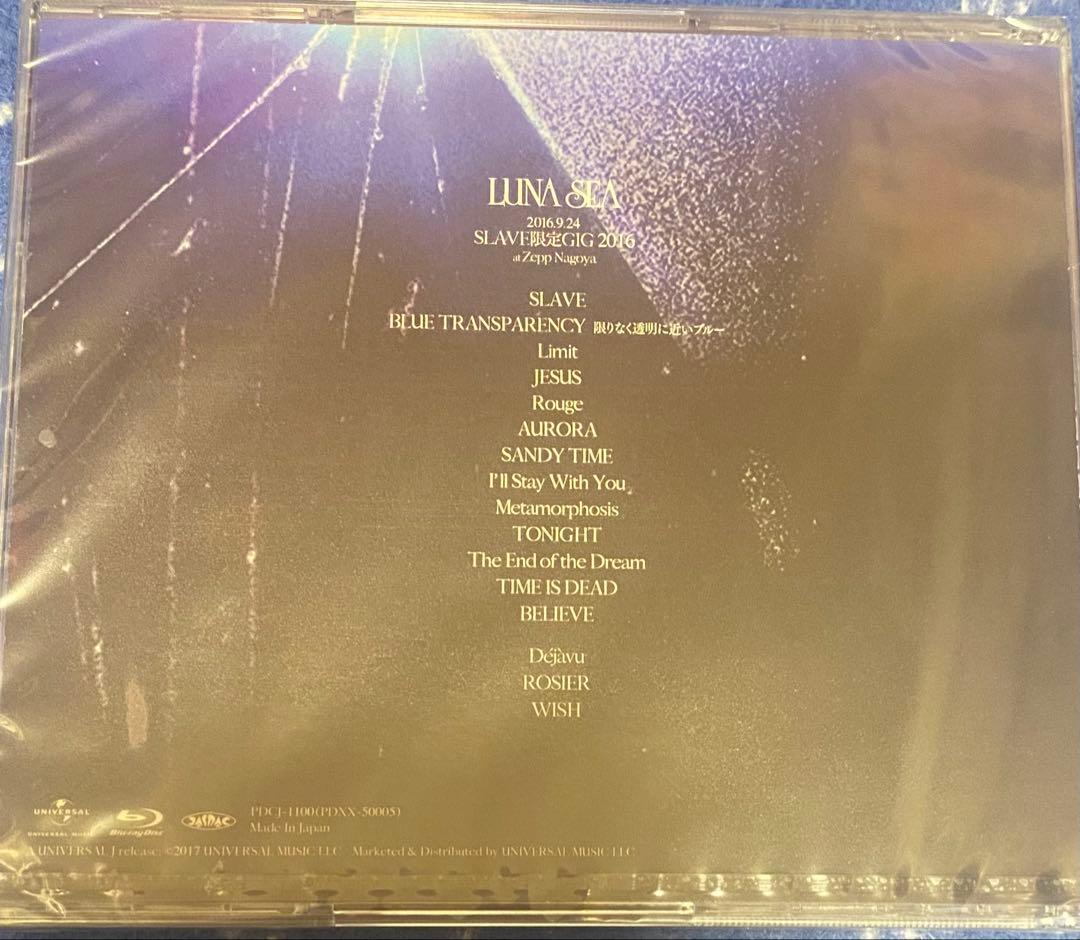 LUNA SEA
2016.9.24
SLAVE限定GIG 2016
at Zepp Nagoya
SLAVE
BLUE TRANSPARENCY 限りなく透明に近いブルー
Limit
JESUS
Rouge
AURORA
SANDY TIME
I'll Stay With You
Metamorphosis
TONIGHT
The End of the Dream
TIME IS DEAD
BELIEVE
Déjàvu
ROSIER
WISH
UNIVERSAL
UNIVERSAL MUSIC
Blu-ray Disc
JASRAC
PDCJ-1100(PDXX-50005)
Made In Japan
A UNIVERSAL J release. ©2017 UNIVERSAL MUSIC LLC Marketed & Distributed by UNIVERSAL MUSIC LLC